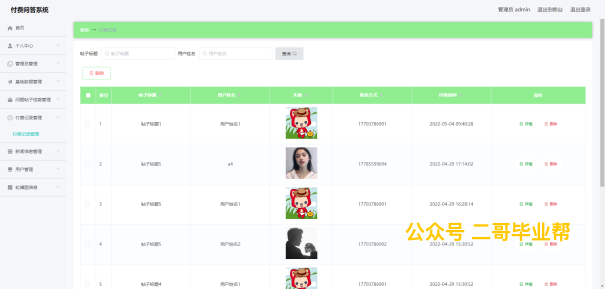 付费问答系统 管理员 admin 退出到前台 退出登录
首页
首页
个人中心
管理员管理
基础数据管理
问题帖子信息管理
付费记录管理
付费记录管理
新闻信息管理
用户管理
轮播图信息
帖子标题 帖子标题 用户姓名 用户姓名 查询
删除
索引 帖子标题 用户姓名 头像 联系方式 付费时间 操作
1 帖子标题1 用户姓名1 17703786901 2022-05-04 09:40:28 详情 删除
2 帖子标题5 a4 17785559694 2022-04-29 17:14:02 详情 删除
3 帖子标题5 用户姓名1 17703786901 2022-04-29 16:28:14 详情 删除
4 帖子标题5 用户姓名2 17703786902 2022-04-29 15:30:52 详情 删除
5 帖子标题4 用户姓名1 17703786901 2022-04-29 15:30:52 详情 删除
公众号 二哥毕业帮